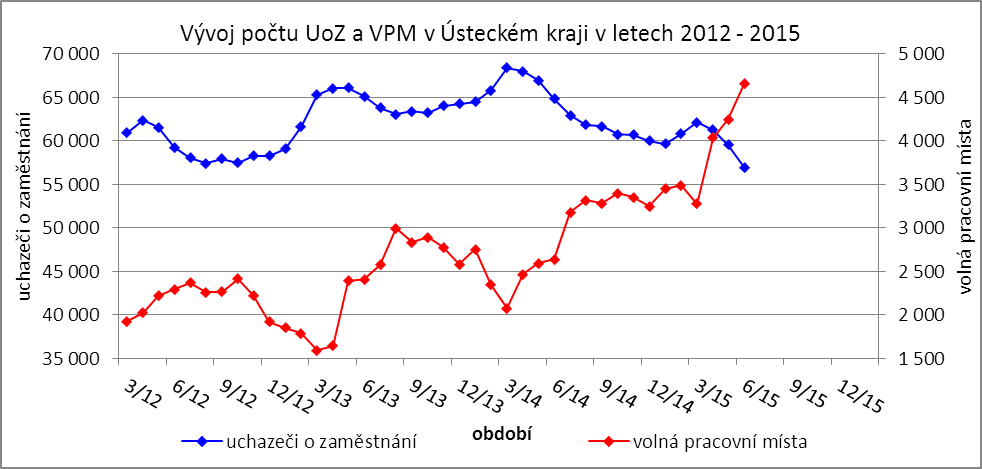 Vývoj počtu UoZ a VPM v Ústeckém kraji v letech 2012 - 2015
uchazeči o zaměstnání
70 000
65 000
60 000
55 000
50 000
45 000
40 000
35 000
5 000
4 500
4 000
3 500
3 000
2 500
2 000
1 500
volná pracovní místa
3/12 6/12 9/12 12/12 3/13 6/13 9/13 12/13 3/14 6/14 9/14 12/14 3/15 6/15 9/15 12/15
období
uchazeči o zaměstnání volná pracovní místa